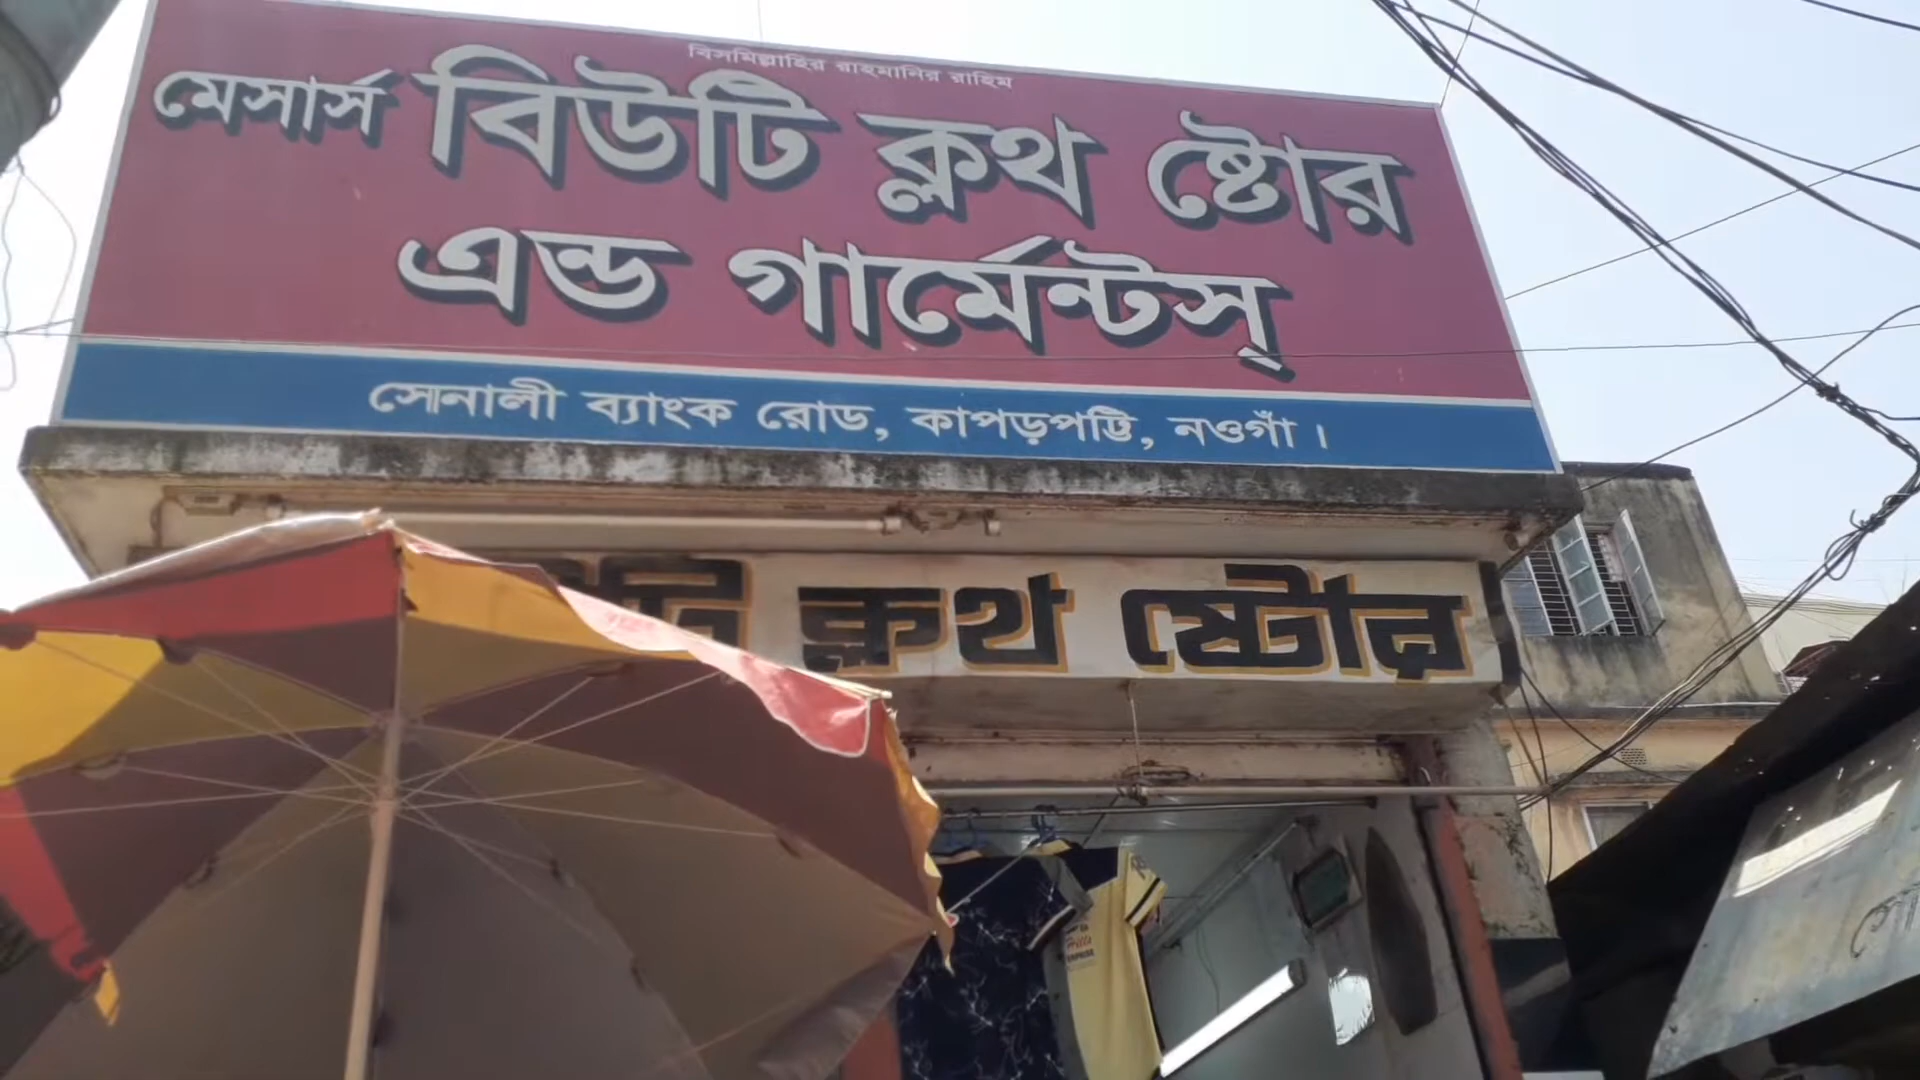 বিসমিল্লাহির রাহমানির রাহিম
মেসার্স বিউটি ক্লথ ষ্টোর
এন্ড গার্মেন্টস্
সোনালী ব্যাংক রোড, কাপড়পট্টি, নওগাঁ।
ক্লথ ষ্টোর